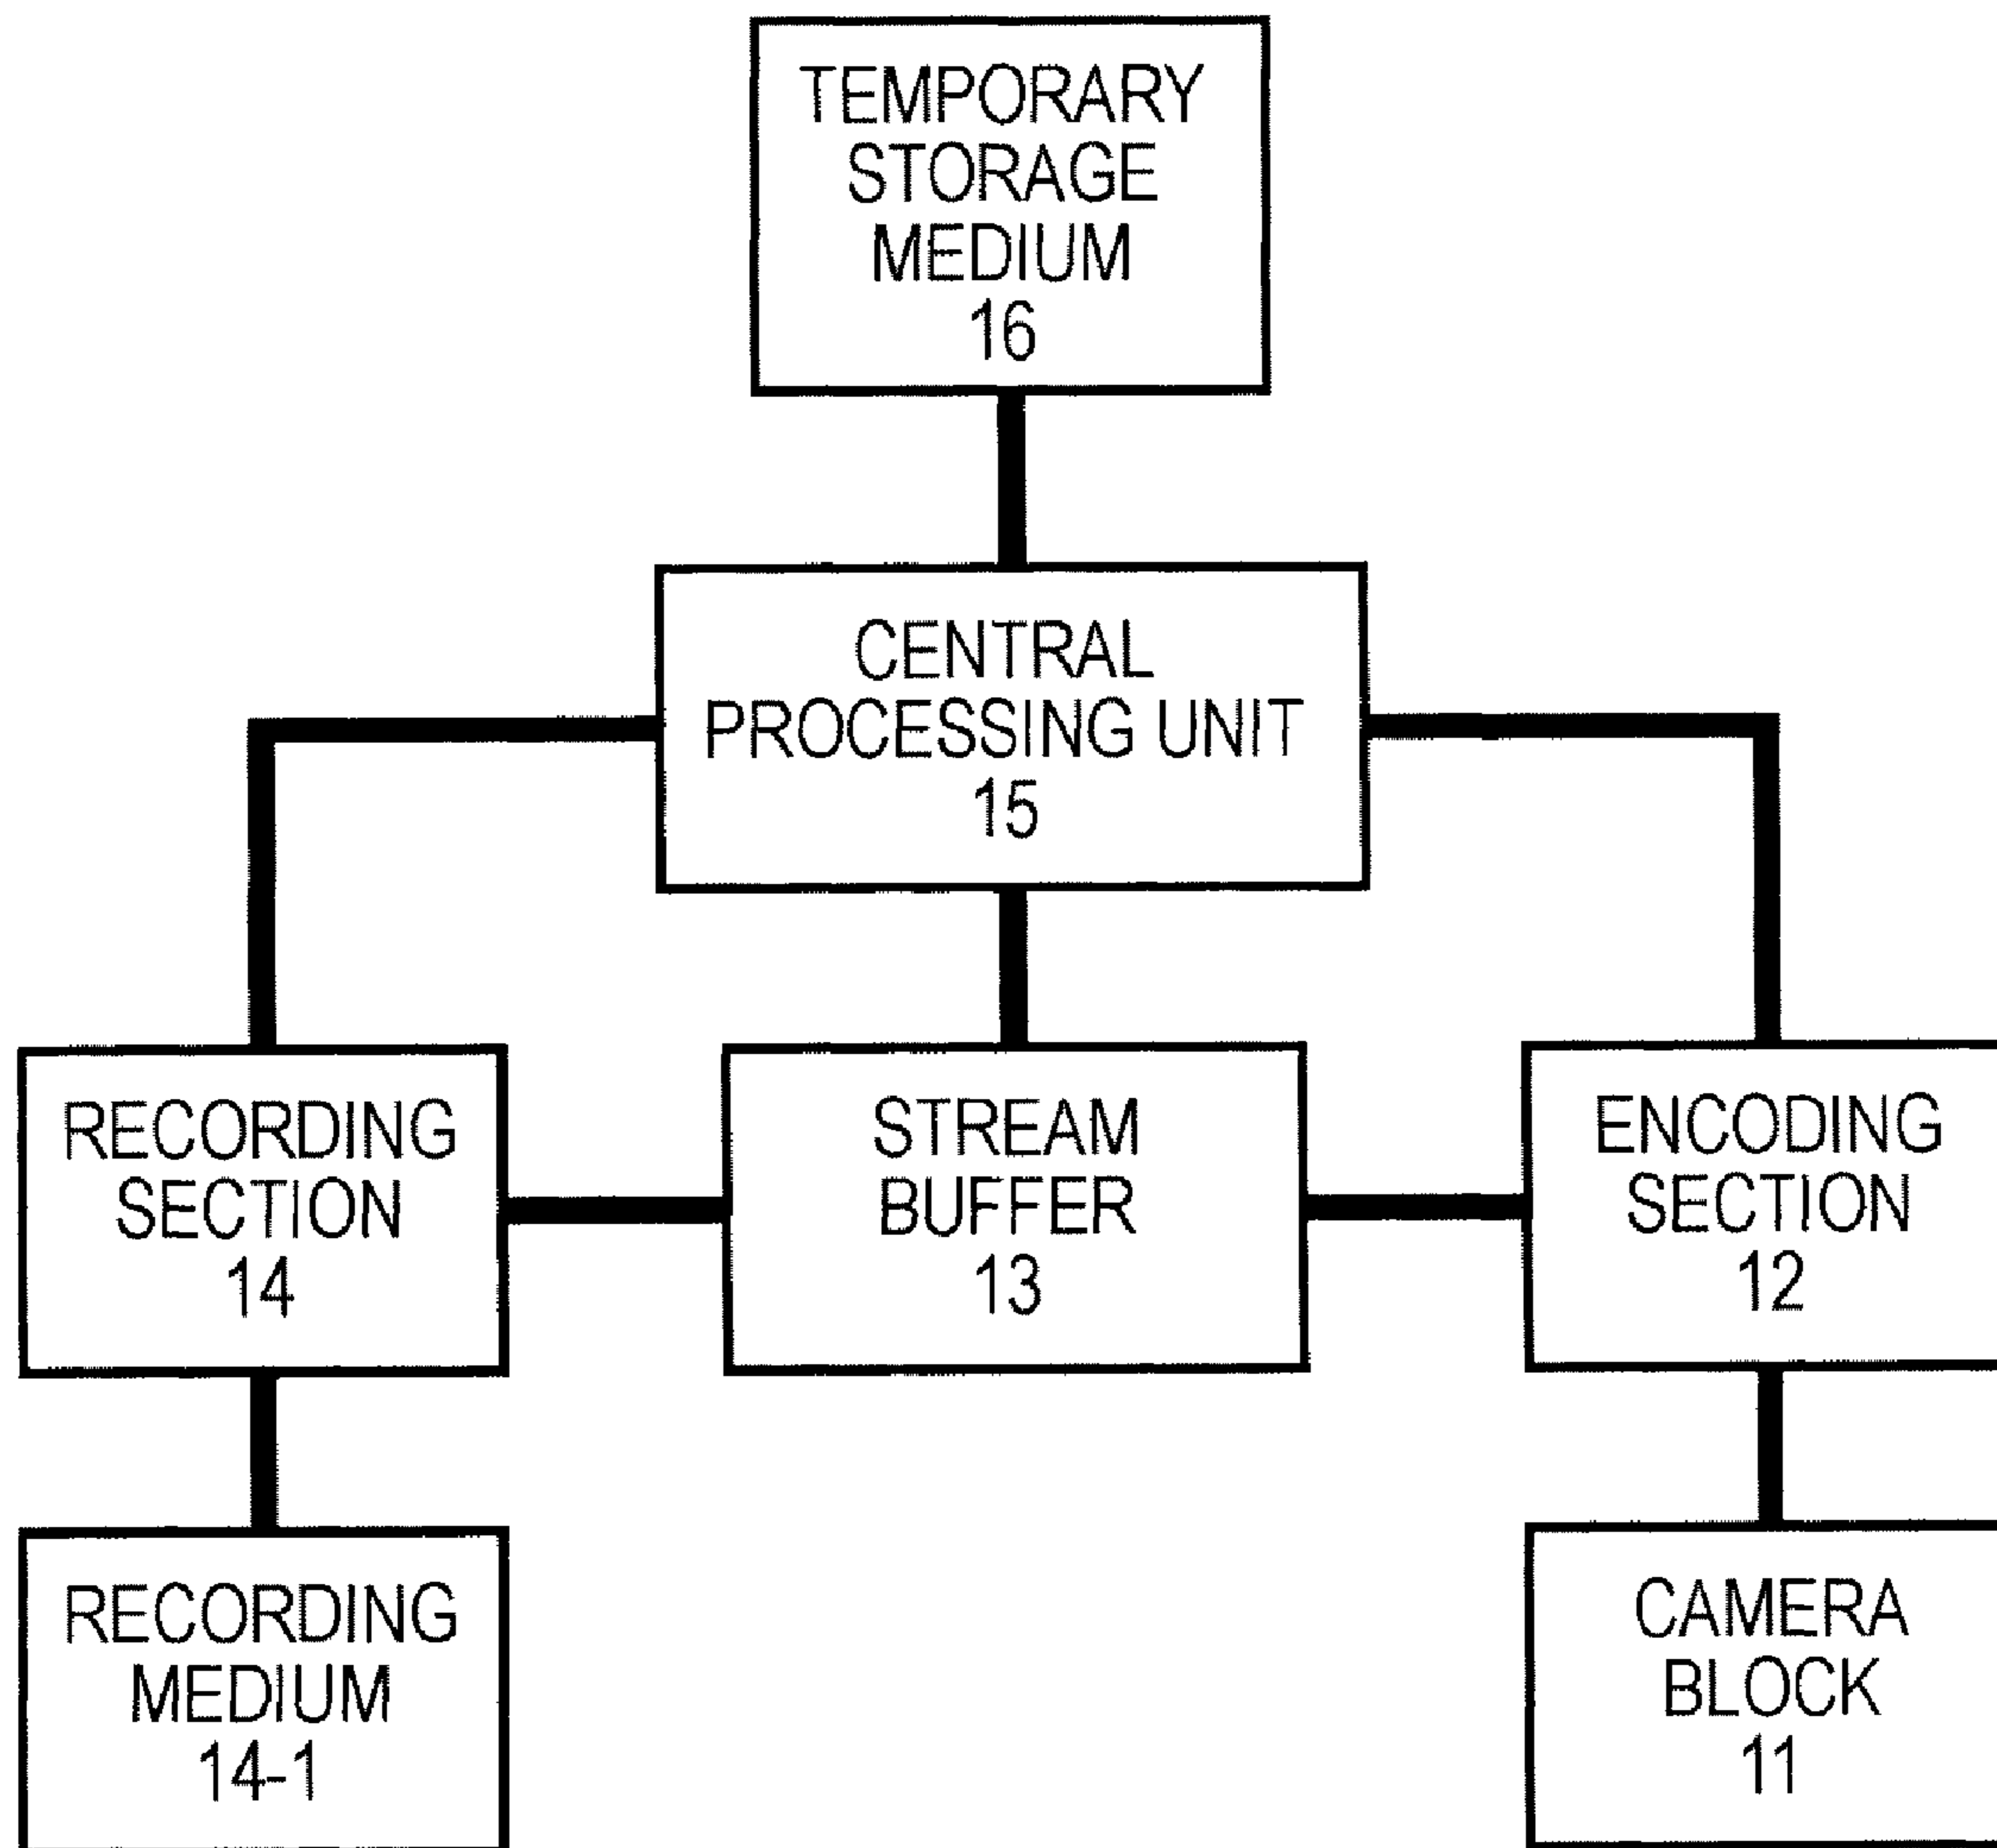 TEMPORARY
STORAGE
MEDIUM
16
CENTRAL
PROCESSING UNIT
15
RECORDING
SECTION
14
STREAM
BUFFER
13
ENCODING
SECTION
12
RECORDING
MEDIUM
14-1
CAMERA
BLOCK
11